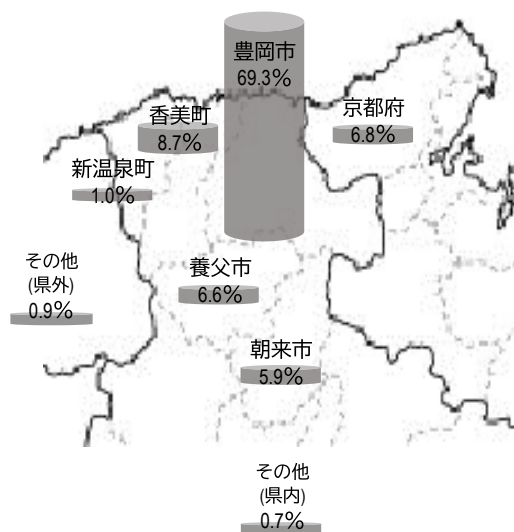 豊岡市
69.3%
香美町
8.7%
京都府
6.8%
新温泉町
1.0%
その他
(県外)
0.9%
養父市
6.6%
朝来市
5.9%
その他
(県内)
0.7%